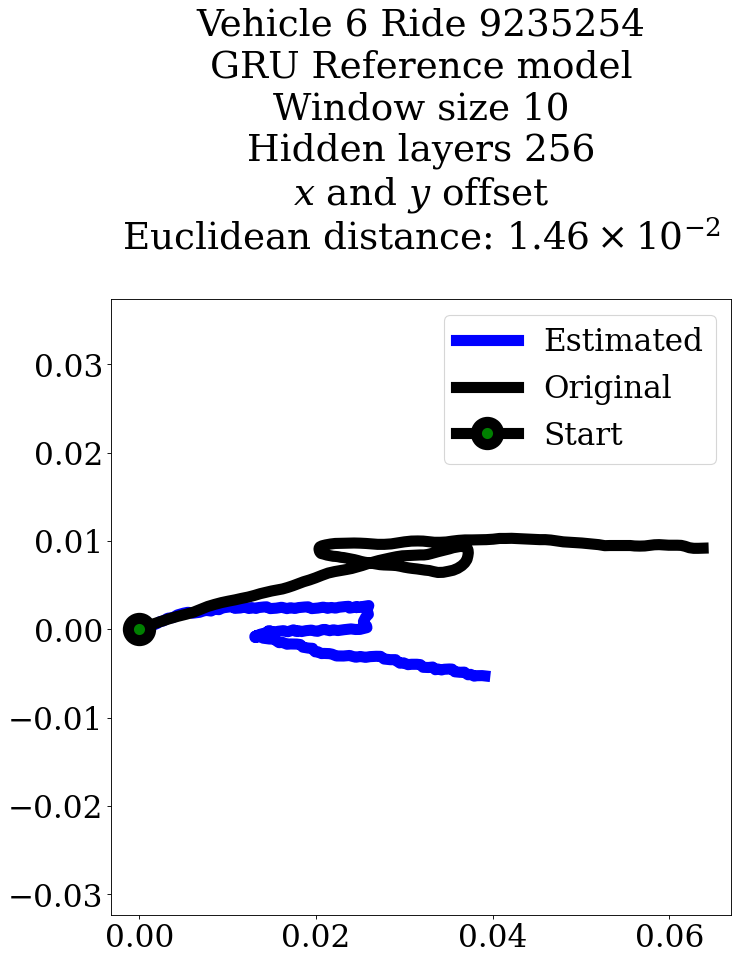 Vehicle 6 Ride 9235254
GRU Reference model
Window size 10
Hidden layers 256
x and y offset
Euclidean distance: 1.46 × 10⁻²
Estimated
Original
Start
0.03
0.02
0.01
0.00
−0.01
−0.02
−0.03
0.00 0.02 0.04 0.06